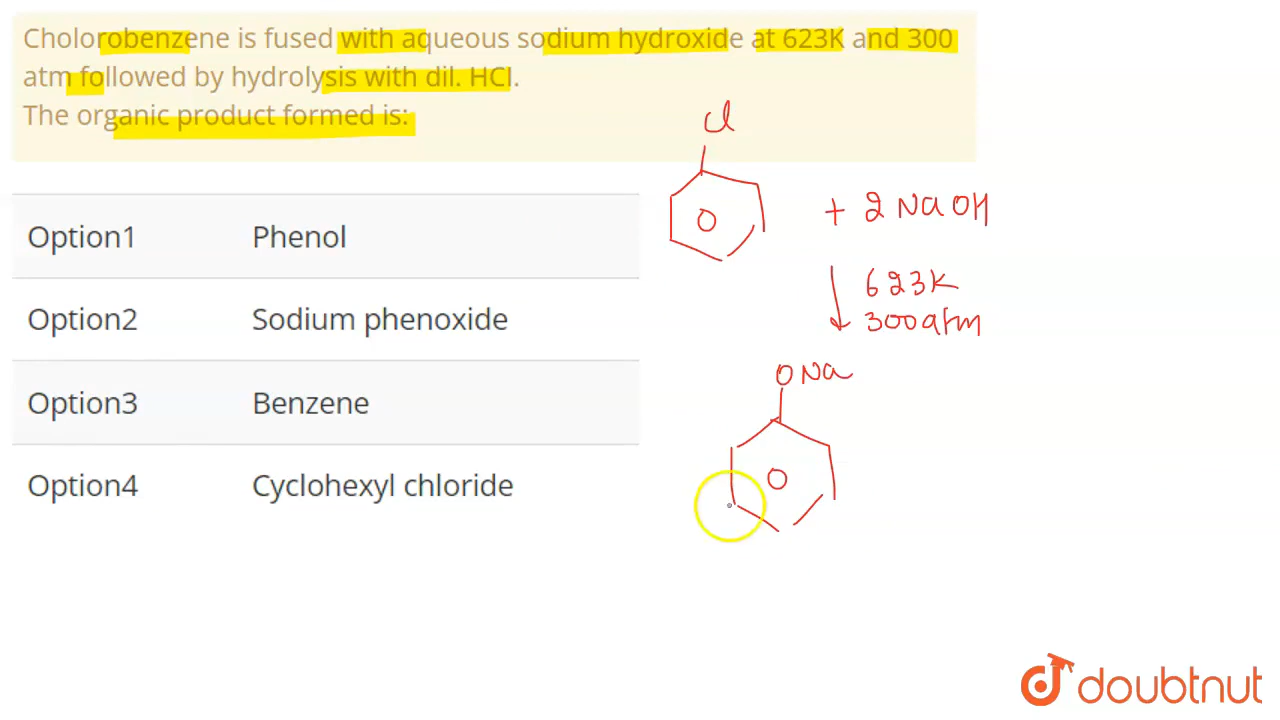 Cholorobenzene is fused with aqueous sodium hydroxide at 623K and 300
atm followed by hydrolysis with dil. HCl.
The organic product formed is:
Cl
+ 2 NaOH
623K
300atm
ONa
Option1 Phenol
Option2 Sodium phenoxide
Option3 Benzene
Option4 Cyclohexyl chloride
doubtnut